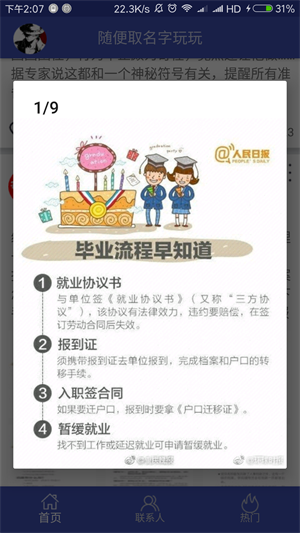 下午2:07 22.3K/s HD 31%
随便取名字玩玩
据专家说这都和一个神秘符号有关，提醒所有准
1/9
graduation party~
graduation
@人民日报
PEOPLE'S DAILY
毕业流程早知道
1 就业协议书
与单位签《就业协议书》（又称“三方协
议”），该协议有法律效力，违约要赔偿，在签
订劳动合同后失效。
2 报到证
须携带报到证去单位报到，完成档案和户口的转
移手续。
3 入职签合同
如果要迁户口，报到时要拿《户口迁移证》。
4 暂缓就业
找不到工作或延迟就业可申请暂缓就业。
首页 联系人 热门